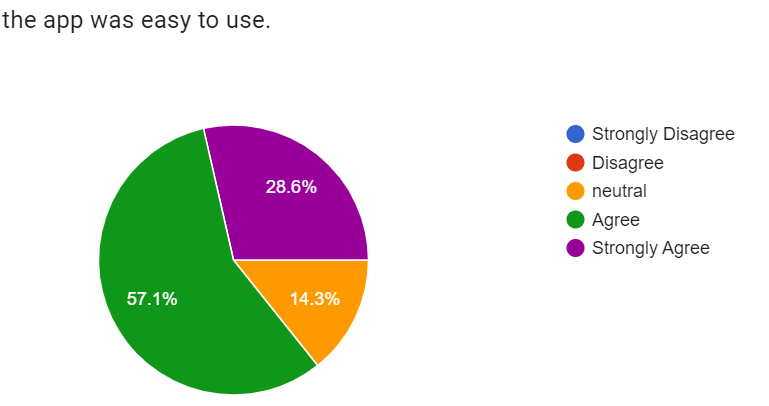 the app was easy to use.
28.6%
57.1%
14.3%
Strongly Disagree
Disagree
neutral
Agree
Strongly Agree